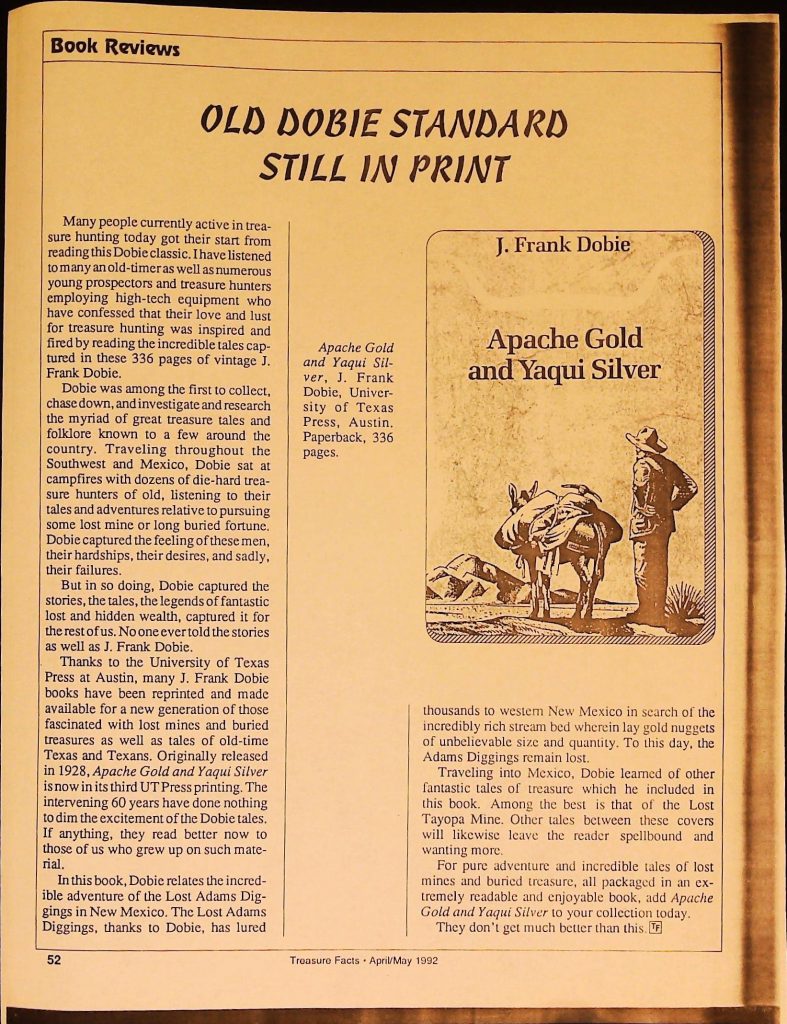 Book Reviews
OLD DOBIE STANDARD
STILL IN PRINT
Many people currently active in trea-
sure hunting today got their start from
reading this Dobie classic. I have listened
to many an old-timer as well as numerous
young prospectors and treasure hunters
employing high-tech equipment who
have confessed that their love and lust
for treasure hunting was inspired and
fired by reading the incredible tales cap-
tured in these 336 pages of vintage J.
Frank Dobie.
Dobie was among the first to collect,
chase down, and investigate and research
the myriad of great treasure tales and
folklore known to a few around the
country. Traveling throughout the
Southwest and Mexico, Dobie sat at
campfires with dozens of die-hard trea-
sure hunters of old, listening to their
tales and adventures relative to pursuing
some lost mine or long buried fortune.
Dobie captured the feeling of these men,
their hardships, their desires, and sadly,
their failures.
But in so doing, Dobie captured the
stories, the tales, the legends of fantastic
lost and hidden wealth, captured it for
the rest of us. No one ever told the stories
as well as J. Frank Dobie.
Thanks to the University of Texas
Press at Austin, many J. Frank Dobie
books have been reprinted and made
available for a new generation of those
fascinated with lost mines and buried
treasures as well as tales of old-time
Texas and Texans. Originally released
in 1928, Apache Gold and Yaqui Silver
is now in its third UT Press printing. The
intervening 60 years have done nothing
to dim the excitement of the Dobie tales.
If anything, they read better now to
those of us who grew up on such mate-
rial.
In this book, Dobie relates the incred-
ible adventure of the Lost Adams Dig-
gings in New Mexico. The Lost Adams
Diggings, thanks to Dobie, has lured
Apache Gold
and Yaqui Sil-
ver, J. Frank
Dobie, Univer-
sity of Texas
Press, Austin.
Paperback, 336
pages.
J. Frank Dobie
Apache Gold
and Yaqui Silver
thousands to western New Mexico in search of the
incredibly rich stream bed wherein lay gold nuggets
of unbelievable size and quantity. To this day, the
Adams Diggings remain lost.
Traveling into Mexico, Dobie learned of other
fantastic tales of treasure which he included in
this book. Among the best is that of the Lost
Tayopa Mine. Other tales between these covers
will likewise leave the reader spellbound and
wanting more.
For pure adventure and incredible tales of lost
mines and buried treasure, all packaged in an ex-
tremely readable and enjoyable book, add Apache
Gold and Yaqui Silver to your collection today.
They don't get much better than this. TF
52
Treasure Facts • April/May 1992